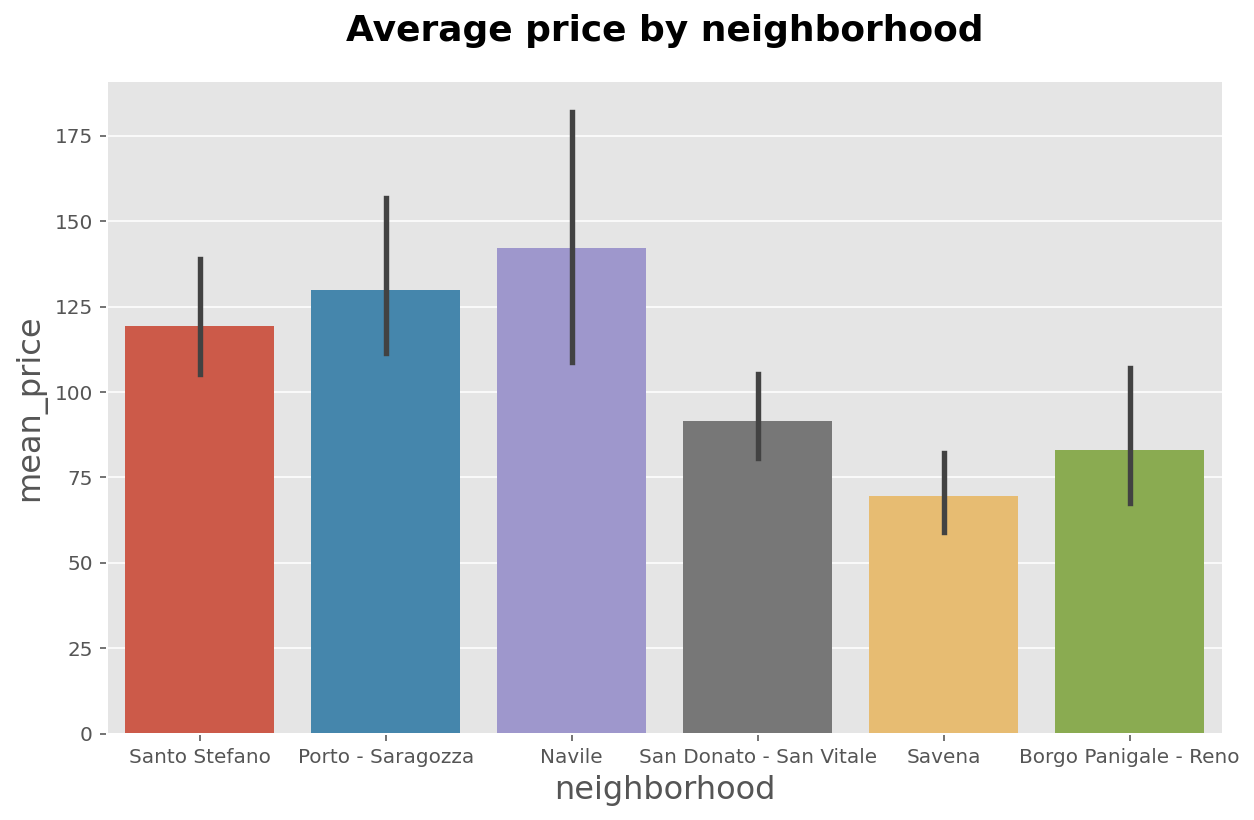 Average price by neighborhood
mean_price
175
150
125
100
75
50
25
0
Santo Stefano Porto - Saragozza Navile San Donato - San Vitale Savena Borgo Panigale - Reno
neighborhood